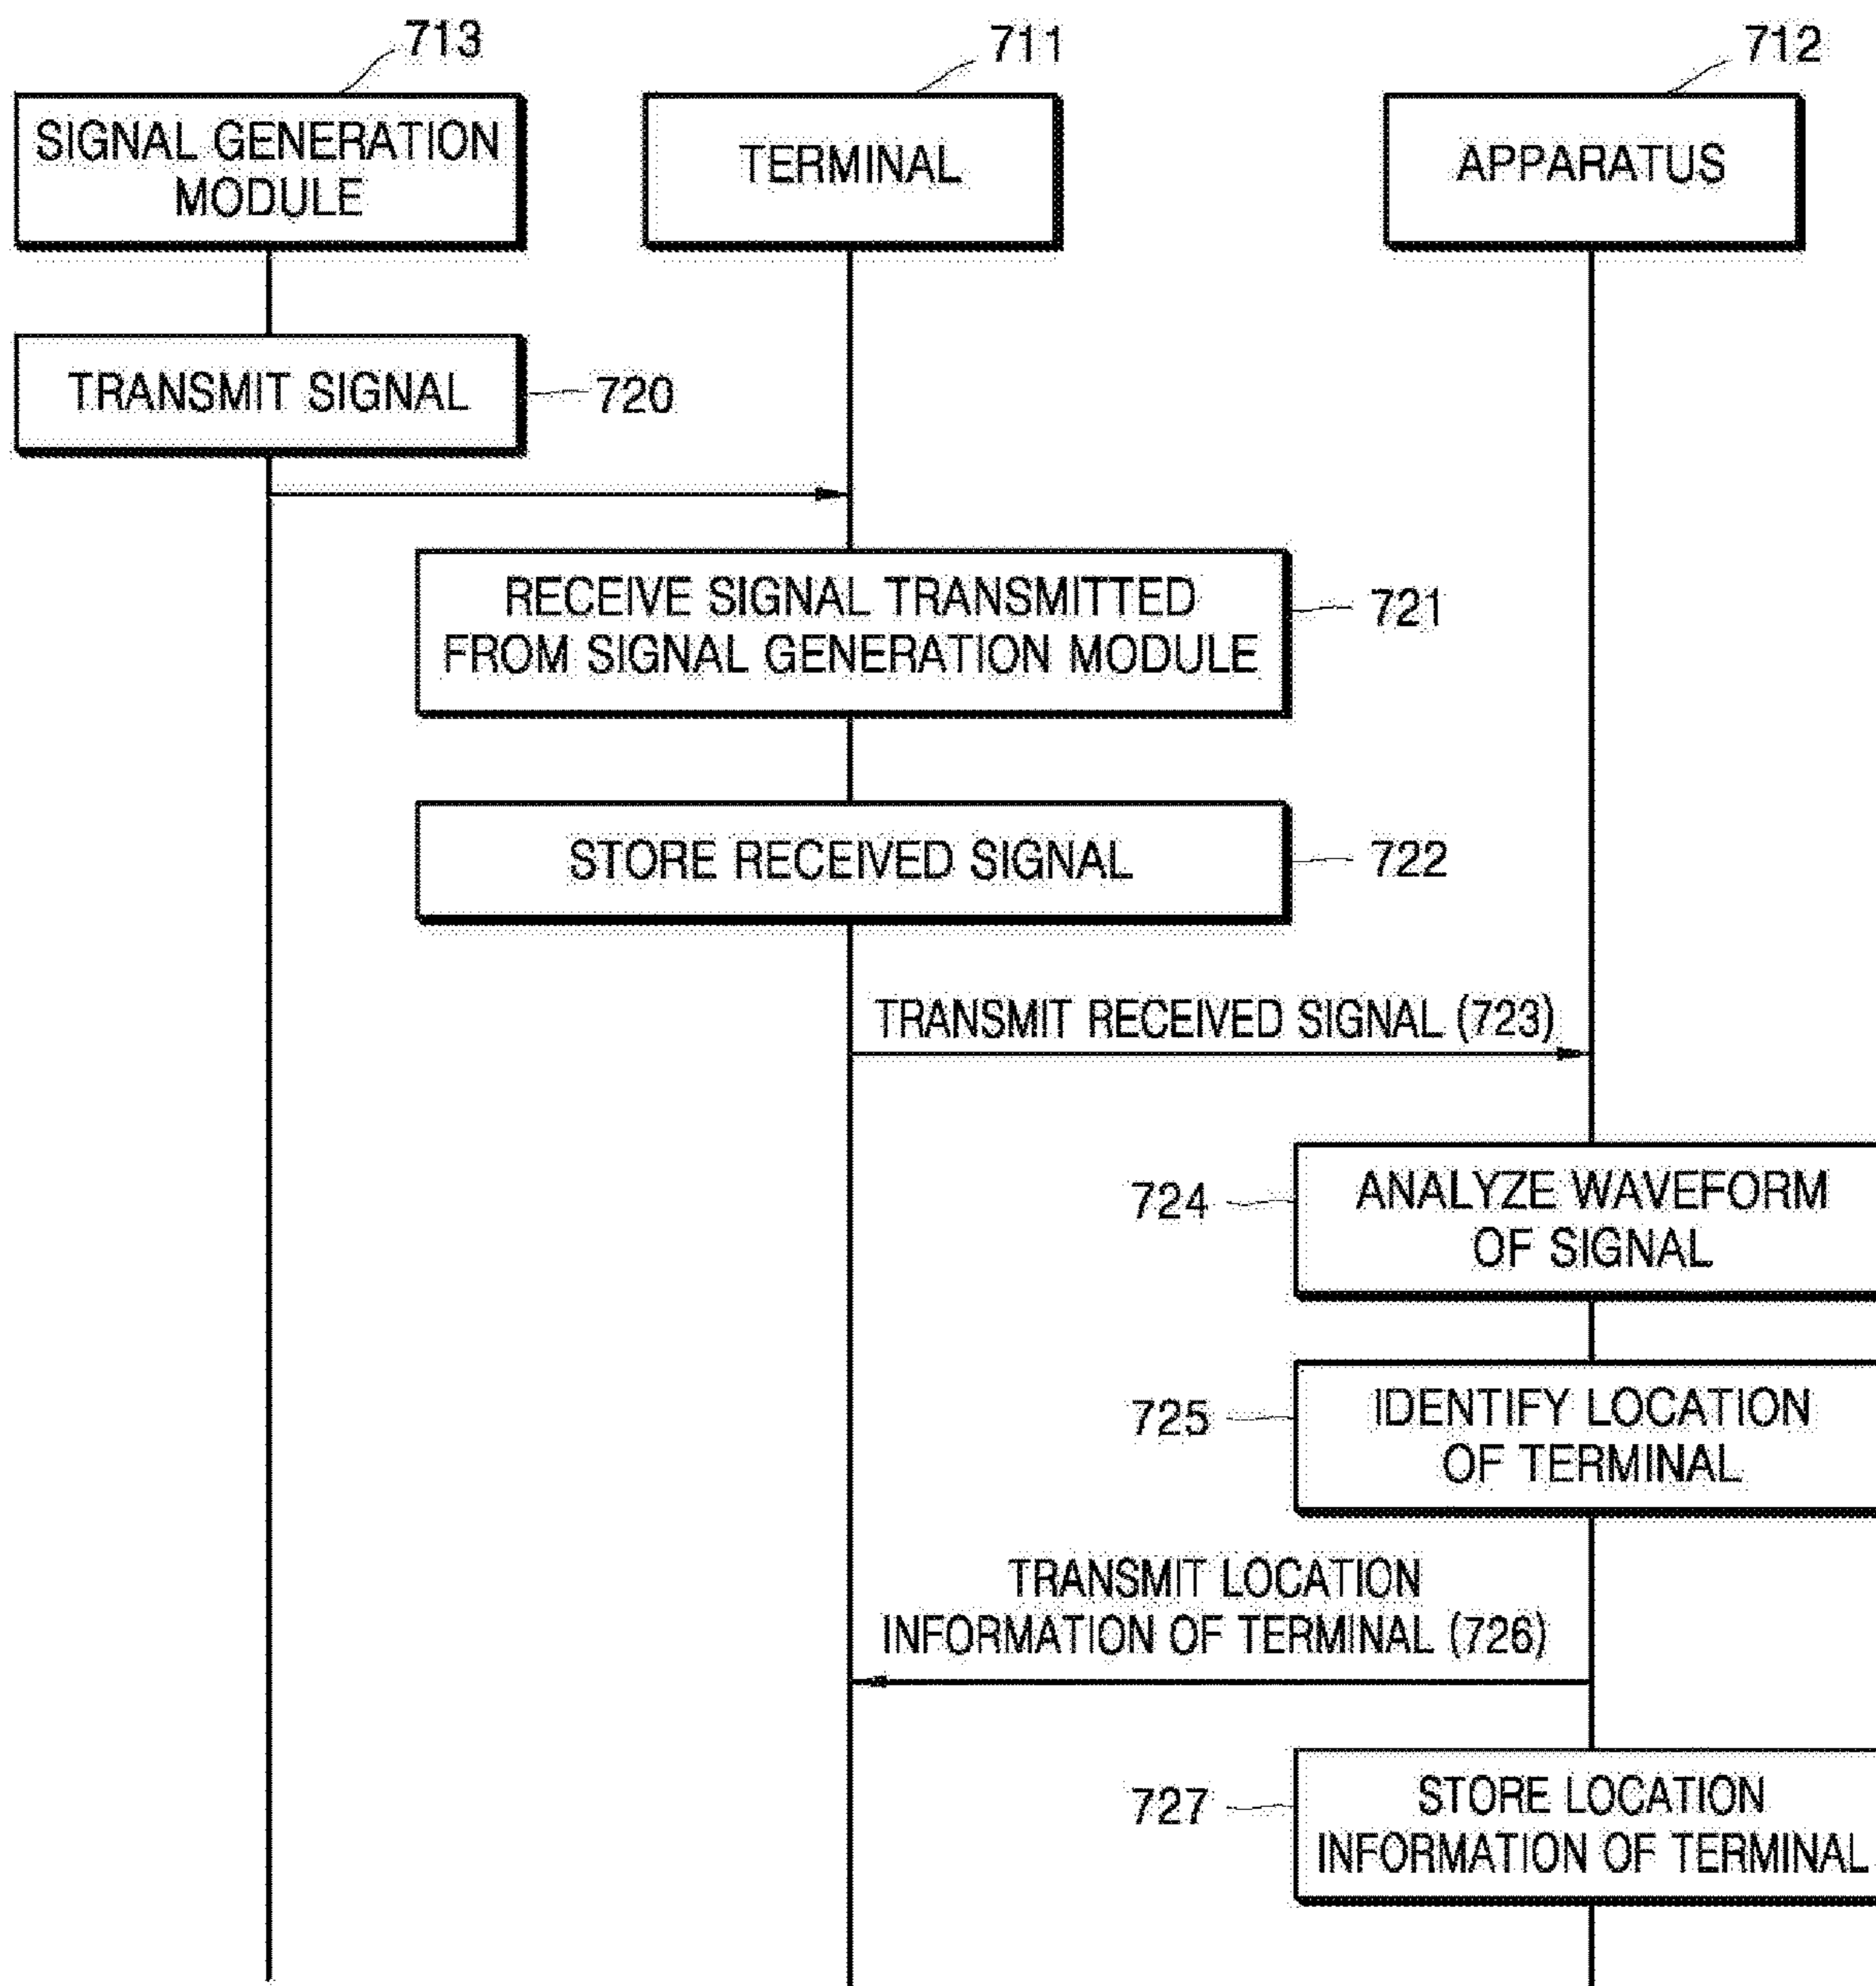 713
711
712
SIGNAL GENERATION
MODULE
TERMINAL
APPARATUS
TRANSMIT SIGNAL
720
RECEIVE SIGNAL TRANSMITTED
FROM SIGNAL GENERATION MODULE
721
STORE RECEIVED SIGNAL
722
TRANSMIT RECEIVED SIGNAL (723)
724
ANALYZE WAVEFORM
OF SIGNAL
725
IDENTIFY LOCATION
OF TERMINAL
TRANSMIT LOCATION
INFORMATION OF TERMINAL (726)
727
STORE LOCATION
INFORMATION OF TERMINAL